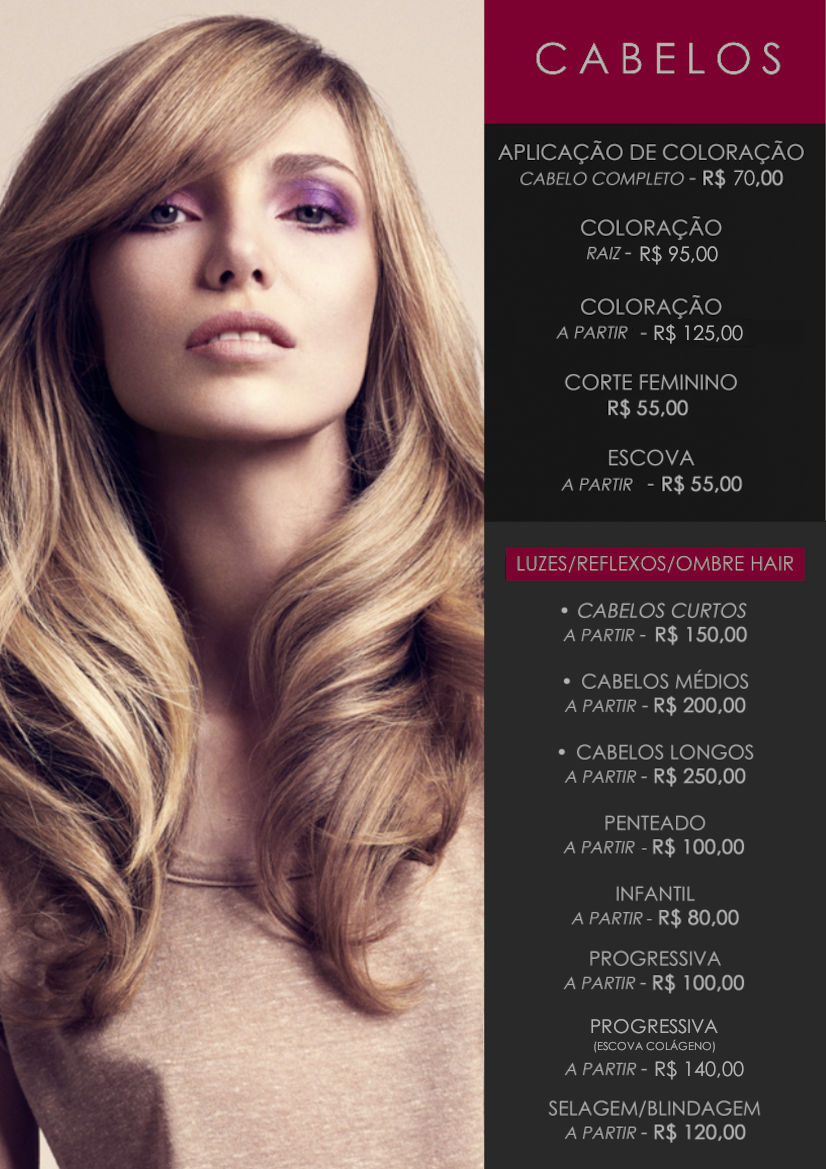 CABELOS
APLICAÇÃO DE COLORAÇÃO
CABELO COMPLETO - R$ 70,00
COLORAÇÃO
RAIZ - R$ 95,00
COLORAÇÃO
A PARTIR - R$ 125,00
CORTE FEMININO
R$ 55,00
ESCOVA
A PARTIR - R$ 55,00
LUZES/REFLEXOS/OMBRE HAIR
• CABELOS CURTOS
A PARTIR - R$ 150,00
• CABELOS MÉDIOS
A PARTIR - R$ 200,00
• CABELOS LONGOS
A PARTIR - R$ 250,00
PENTEADO
A PARTIR - R$ 100,00
INFANTIL
A PARTIR - R$ 80,00
PROGRESSIVA
A PARTIR - R$ 100,00
PROGRESSIVA
(ESCOVA COLÁGENO)
A PARTIR - R$ 140,00
SELAGEM/BLINDAGEM
A PARTIR - R$ 120,00